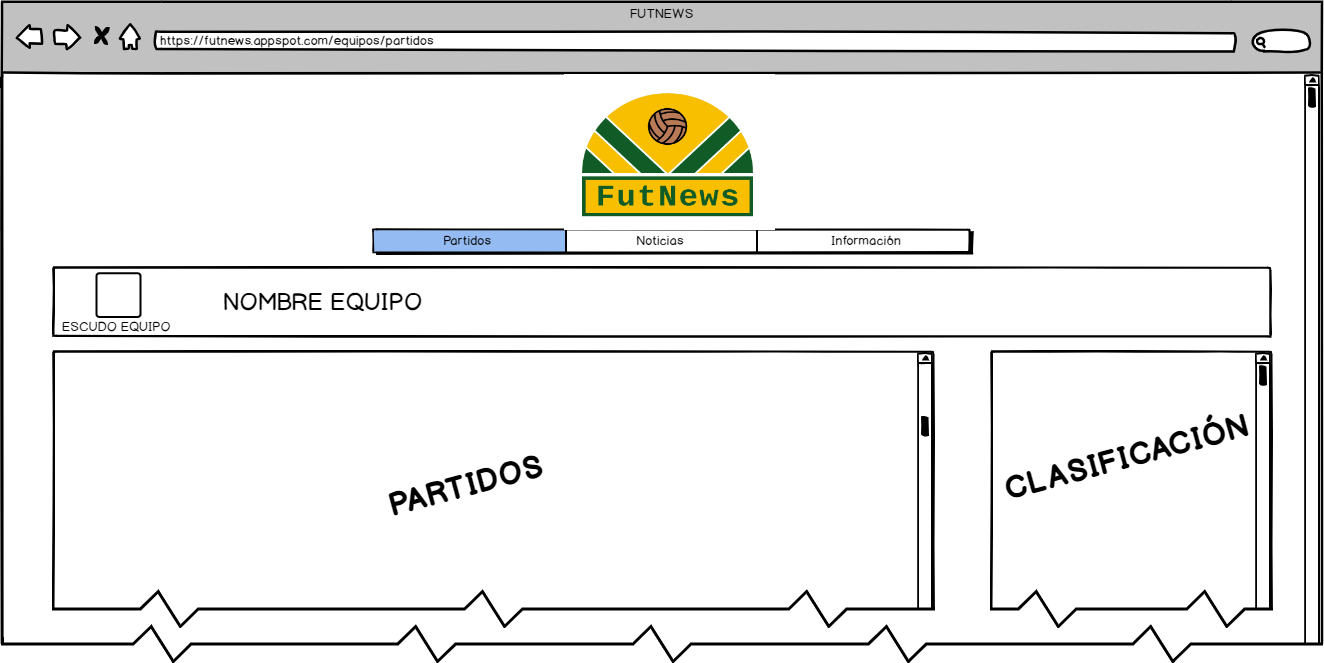 FUTNEWS
https://futnews.appspot.com/equipos/partidos
FutNews
Partidos Noticias Información
NOMBRE EQUIPO
ESCUDO EQUIPO
PARTIDOS
CLASIFICACIÓN